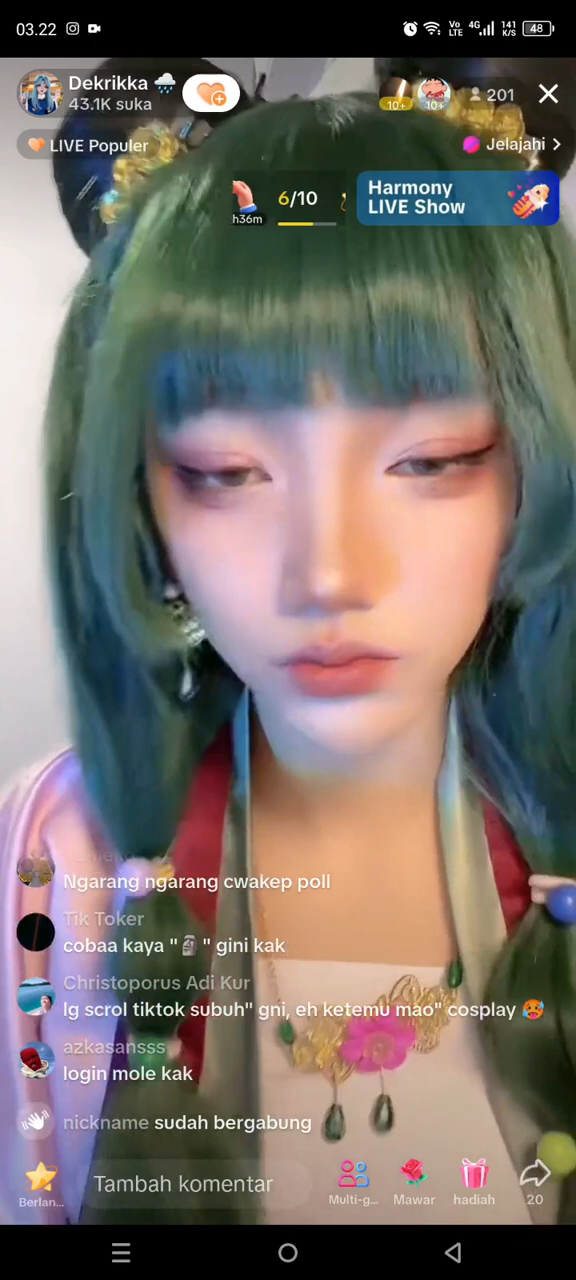 03.22
Vo
LTE
4G
141
K/S
48
Dekrikka
43.1K suka
10+
10+
201
LIVE Populer
Jelajahi
h36m
6/10
Harmony
LIVE Show
Ngarang ngarang cwakep poll
Tik Toker
cobaa kaya "🗿" gini kak
Christoporus Adi Kur
lg scrol tiktok subuh" gni, eh ketemu mao" cosplay 🥵
azkasansss
login mole kak
nickname sudah bergabung
Berlan...
Tambah komentar
Multi-g...
Mawar
hadiah
20